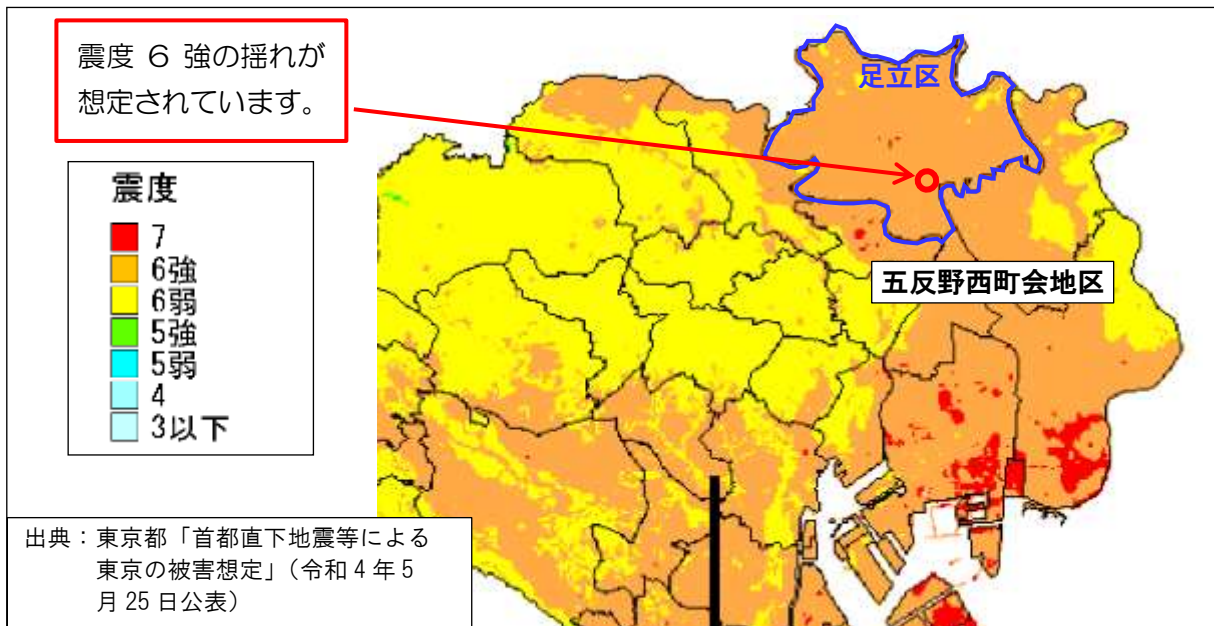 震度 6 強の揺れが
想定されています。
足立区
震度
7
6強
6弱
5強
5弱
4
3以下
五反野西町会地区
出典：東京都「首都直下地震等による
東京の被害想定」（令和4年5
月25日公表）